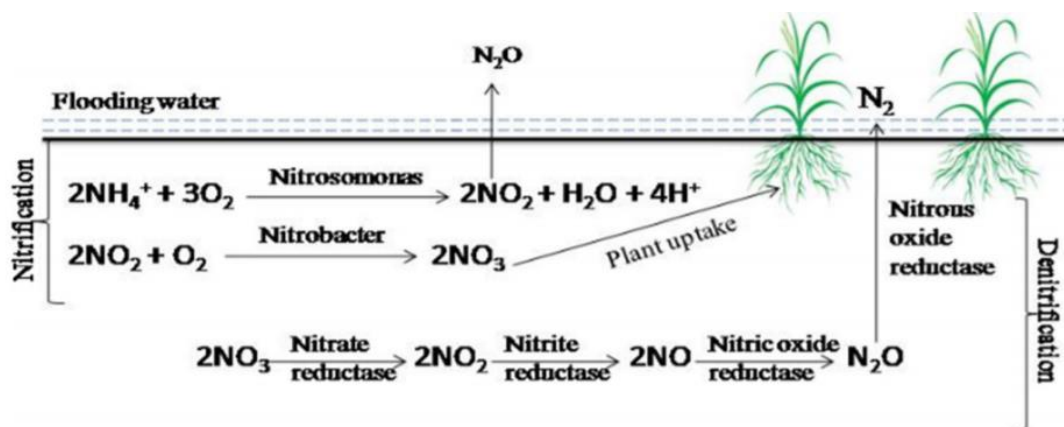 N₂O
Flooding water
N₂
Nitrification
2NH₄⁺ + 3O₂
Nitrosomonas
2NO₂ + H₂O + 4H⁺
2NO₂ + O₂
Nitrobacter
2NO₃
Plant uptake
Nitrous
oxide
reductase
Denitrification
2NO₃
Nitrate
reductase
2NO₂
Nitrite
reductase
2NO
Nitric oxide
reductase
N₂O